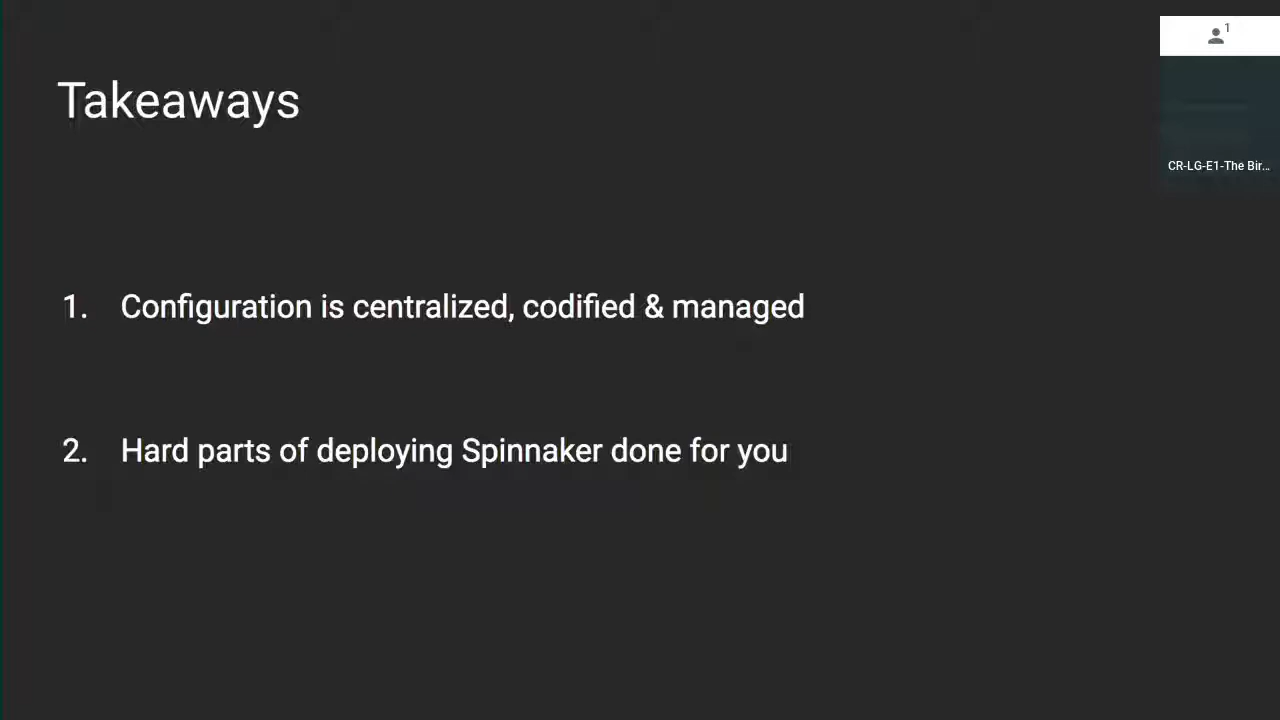 1
Takeaways
CR-LG-E1-The Bir...
1. Configuration is centralized, codified & managed
2. Hard parts of deploying Spinnaker done for you